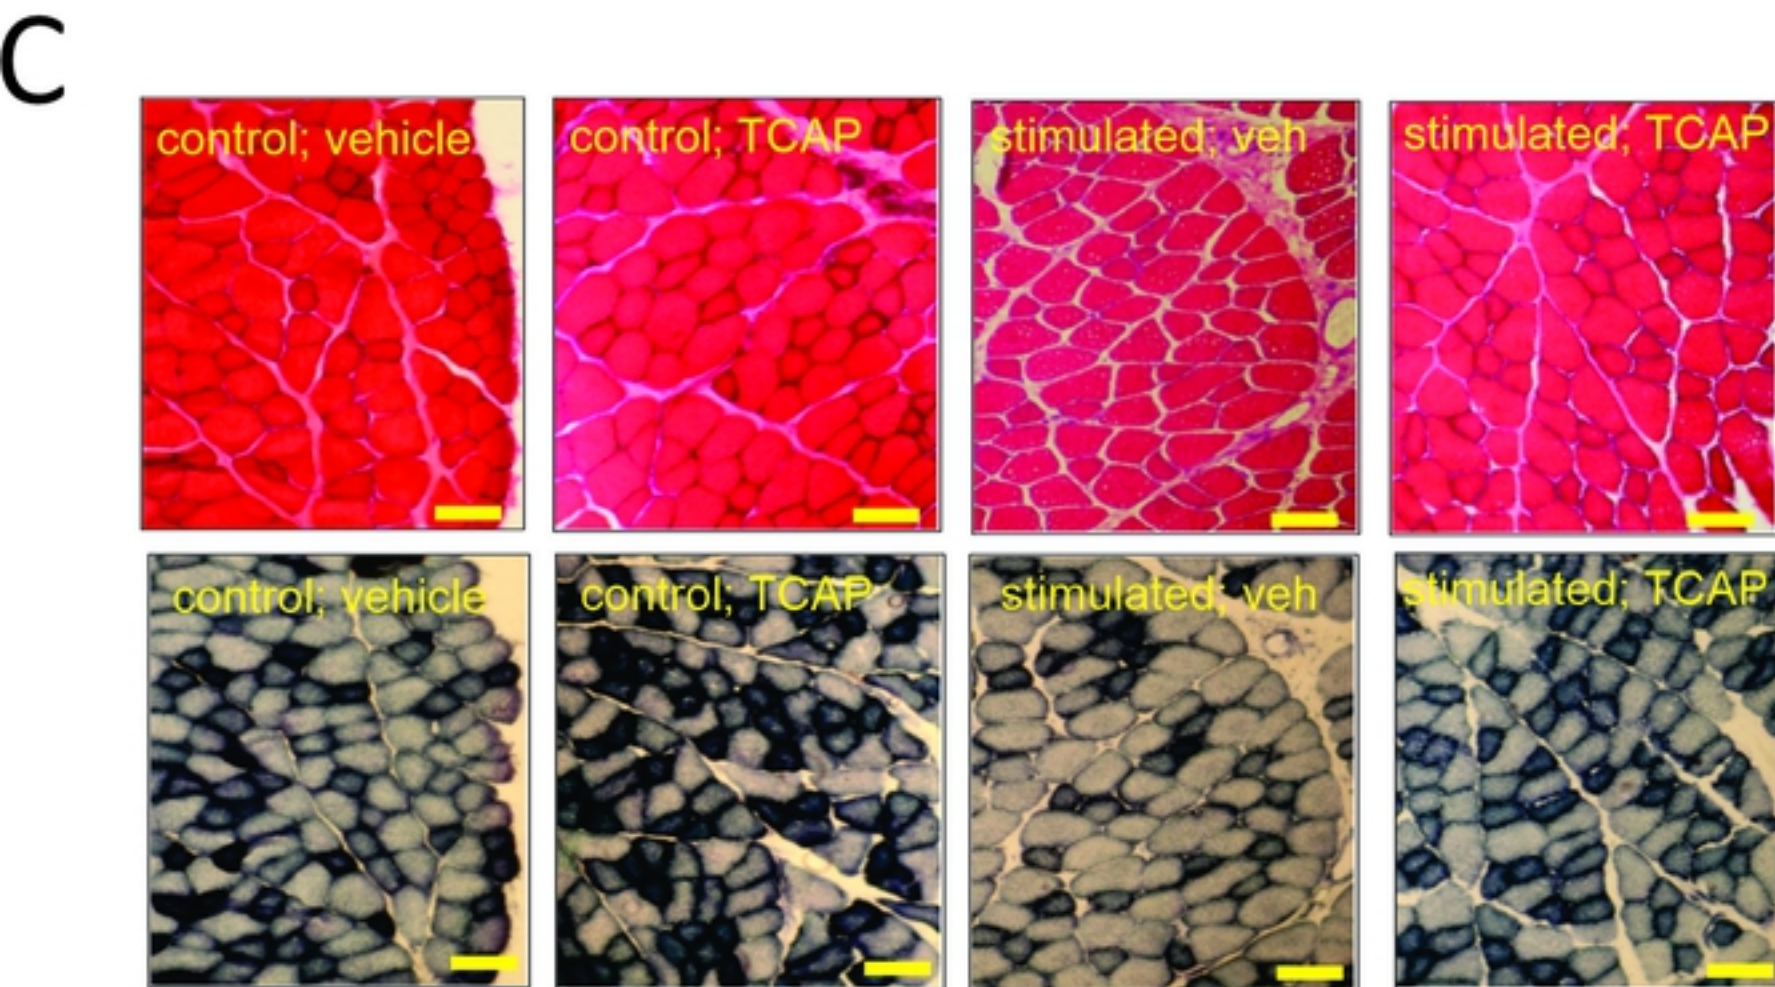 C
control; vehicle
control; TCAP
stimulated; veh
stimulated; TCAP
control; vehicle
control; TCAP
stimulated; veh
stimulated; TCAP